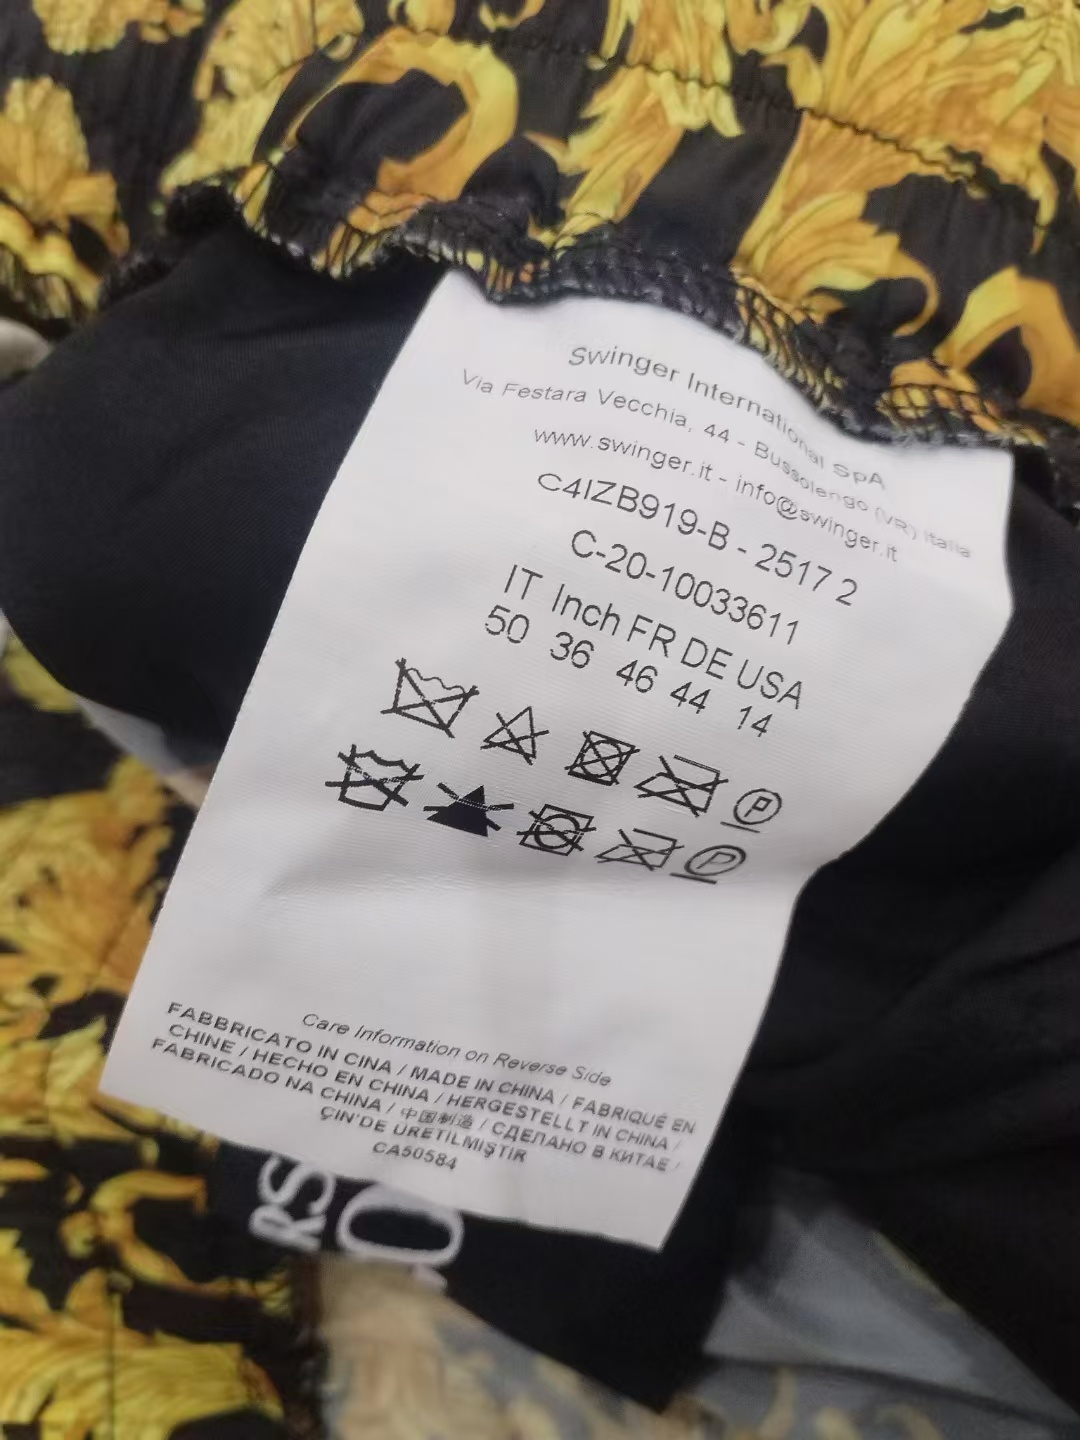 Swinger International SpA
Via Festara Vecchia, 44 - Bussolengo (VR) Italia
www.swinger.it - info@swinger.it
C4IZB919-B - 2517 2
C-20-10033611
IT Inch FR DE USA
50 36 46 44 14
P
P
Care Information on Reverse Side
FABBRICATO IN CINA / MADE IN CHINA / FABRIQUÉ EN
CHINE / HECHO EN CHINA / HERGESTELLT IN CHINA /
FABRICADO NA CHINA / 中国制造 / СДЕЛАНО В КИТАЕ /
ÇIN'DE ÜRETILMIŞTIR
CA50584
RS